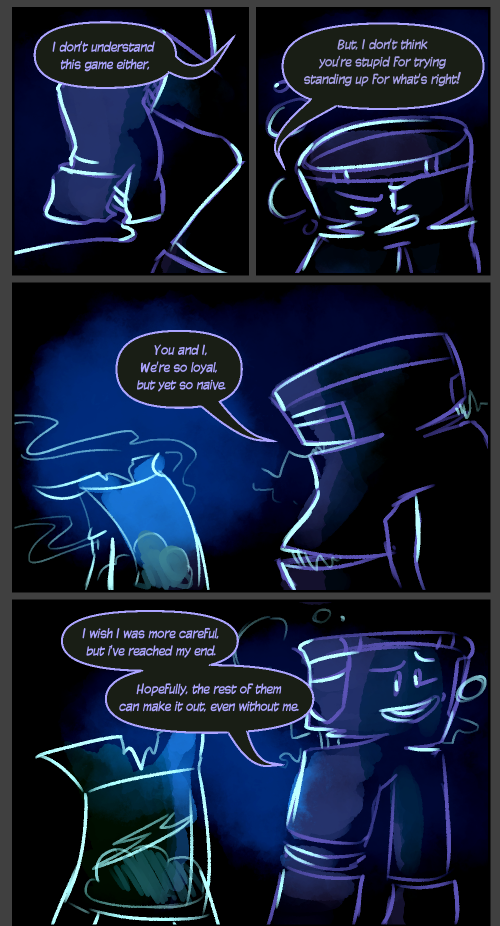 I don't understand
this game either,
But, I don't think
you're stupid for trying
standing up for what's right!
You and I,
We're so loyal,
but yet so naive.
I wish I was more careful,
but i've reached my end.
Hopefully, the rest of them
can make it out, even without me.